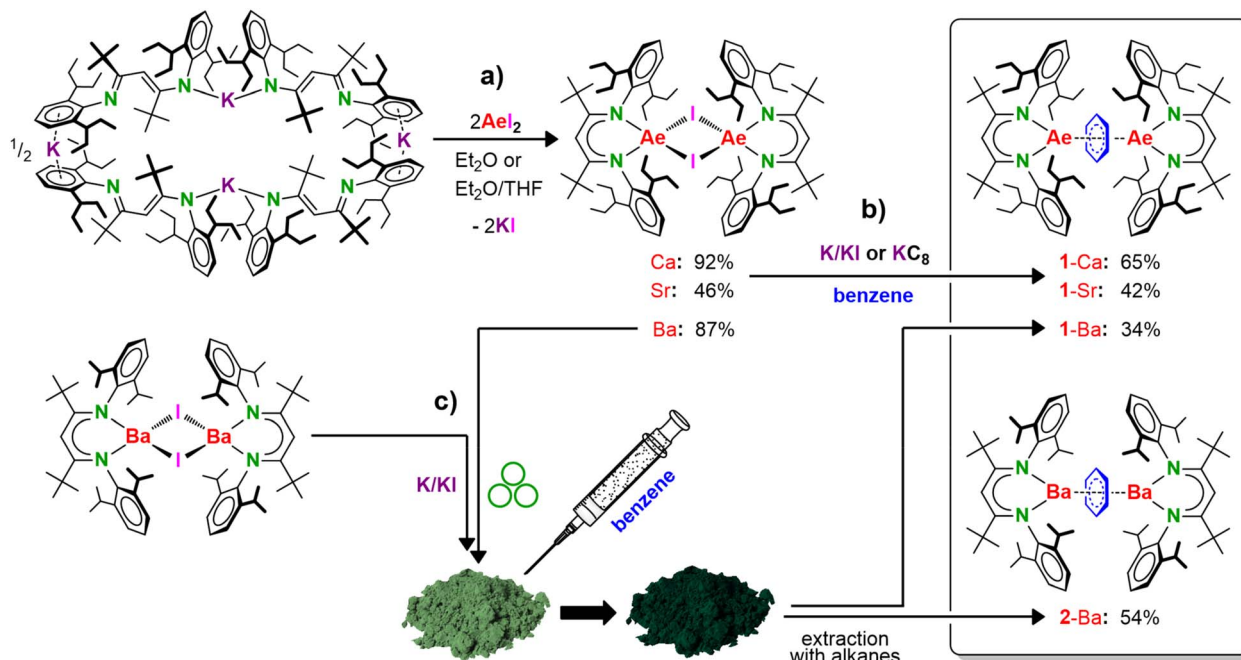 a)
½
K
K
K
K
N
N
N
N
N
N
N
N
2AeI₂
Et₂O or
Et₂O/THF
- 2KI
N
N
Ae
I
I
Ae
N
N
Ca: 92%
Sr: 46%
Ba: 87%
b)
K/KI or KC₈
benzene
N
N
Ae
Ae
N
N
1-Ca: 65%
1-Sr: 42%
1-Ba: 34%
N
N
Ba
I
I
Ba
N
N
c)
K/KI
benzene
extraction
with alkanes
N
N
Ba
Ba
N
N
2-Ba: 54%